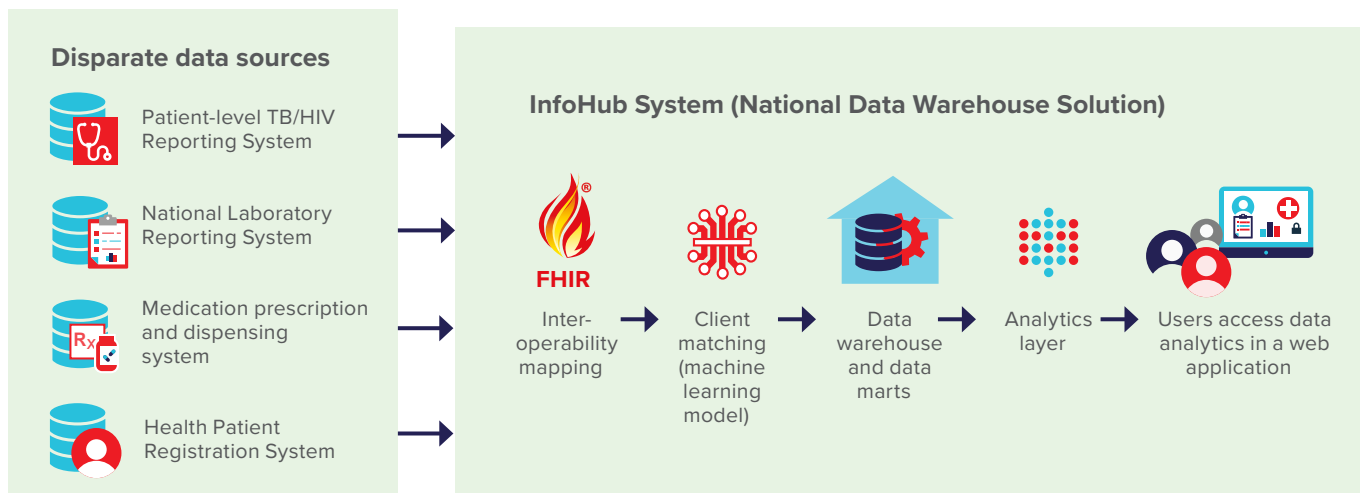 Disparate data sources
Patient-level TB/HIV
Reporting System
National Laboratory
Reporting System
Rx
Medication prescription
and dispensing
system
Health Patient
Registration System
InfoHub System (National Data Warehouse Solution)
®
FHIR
Inter-
operability
mapping
Client
matching
(machine
learning
model)
Data
warehouse
and data
marts
Analytics
layer
Users access data
analytics in a web
application